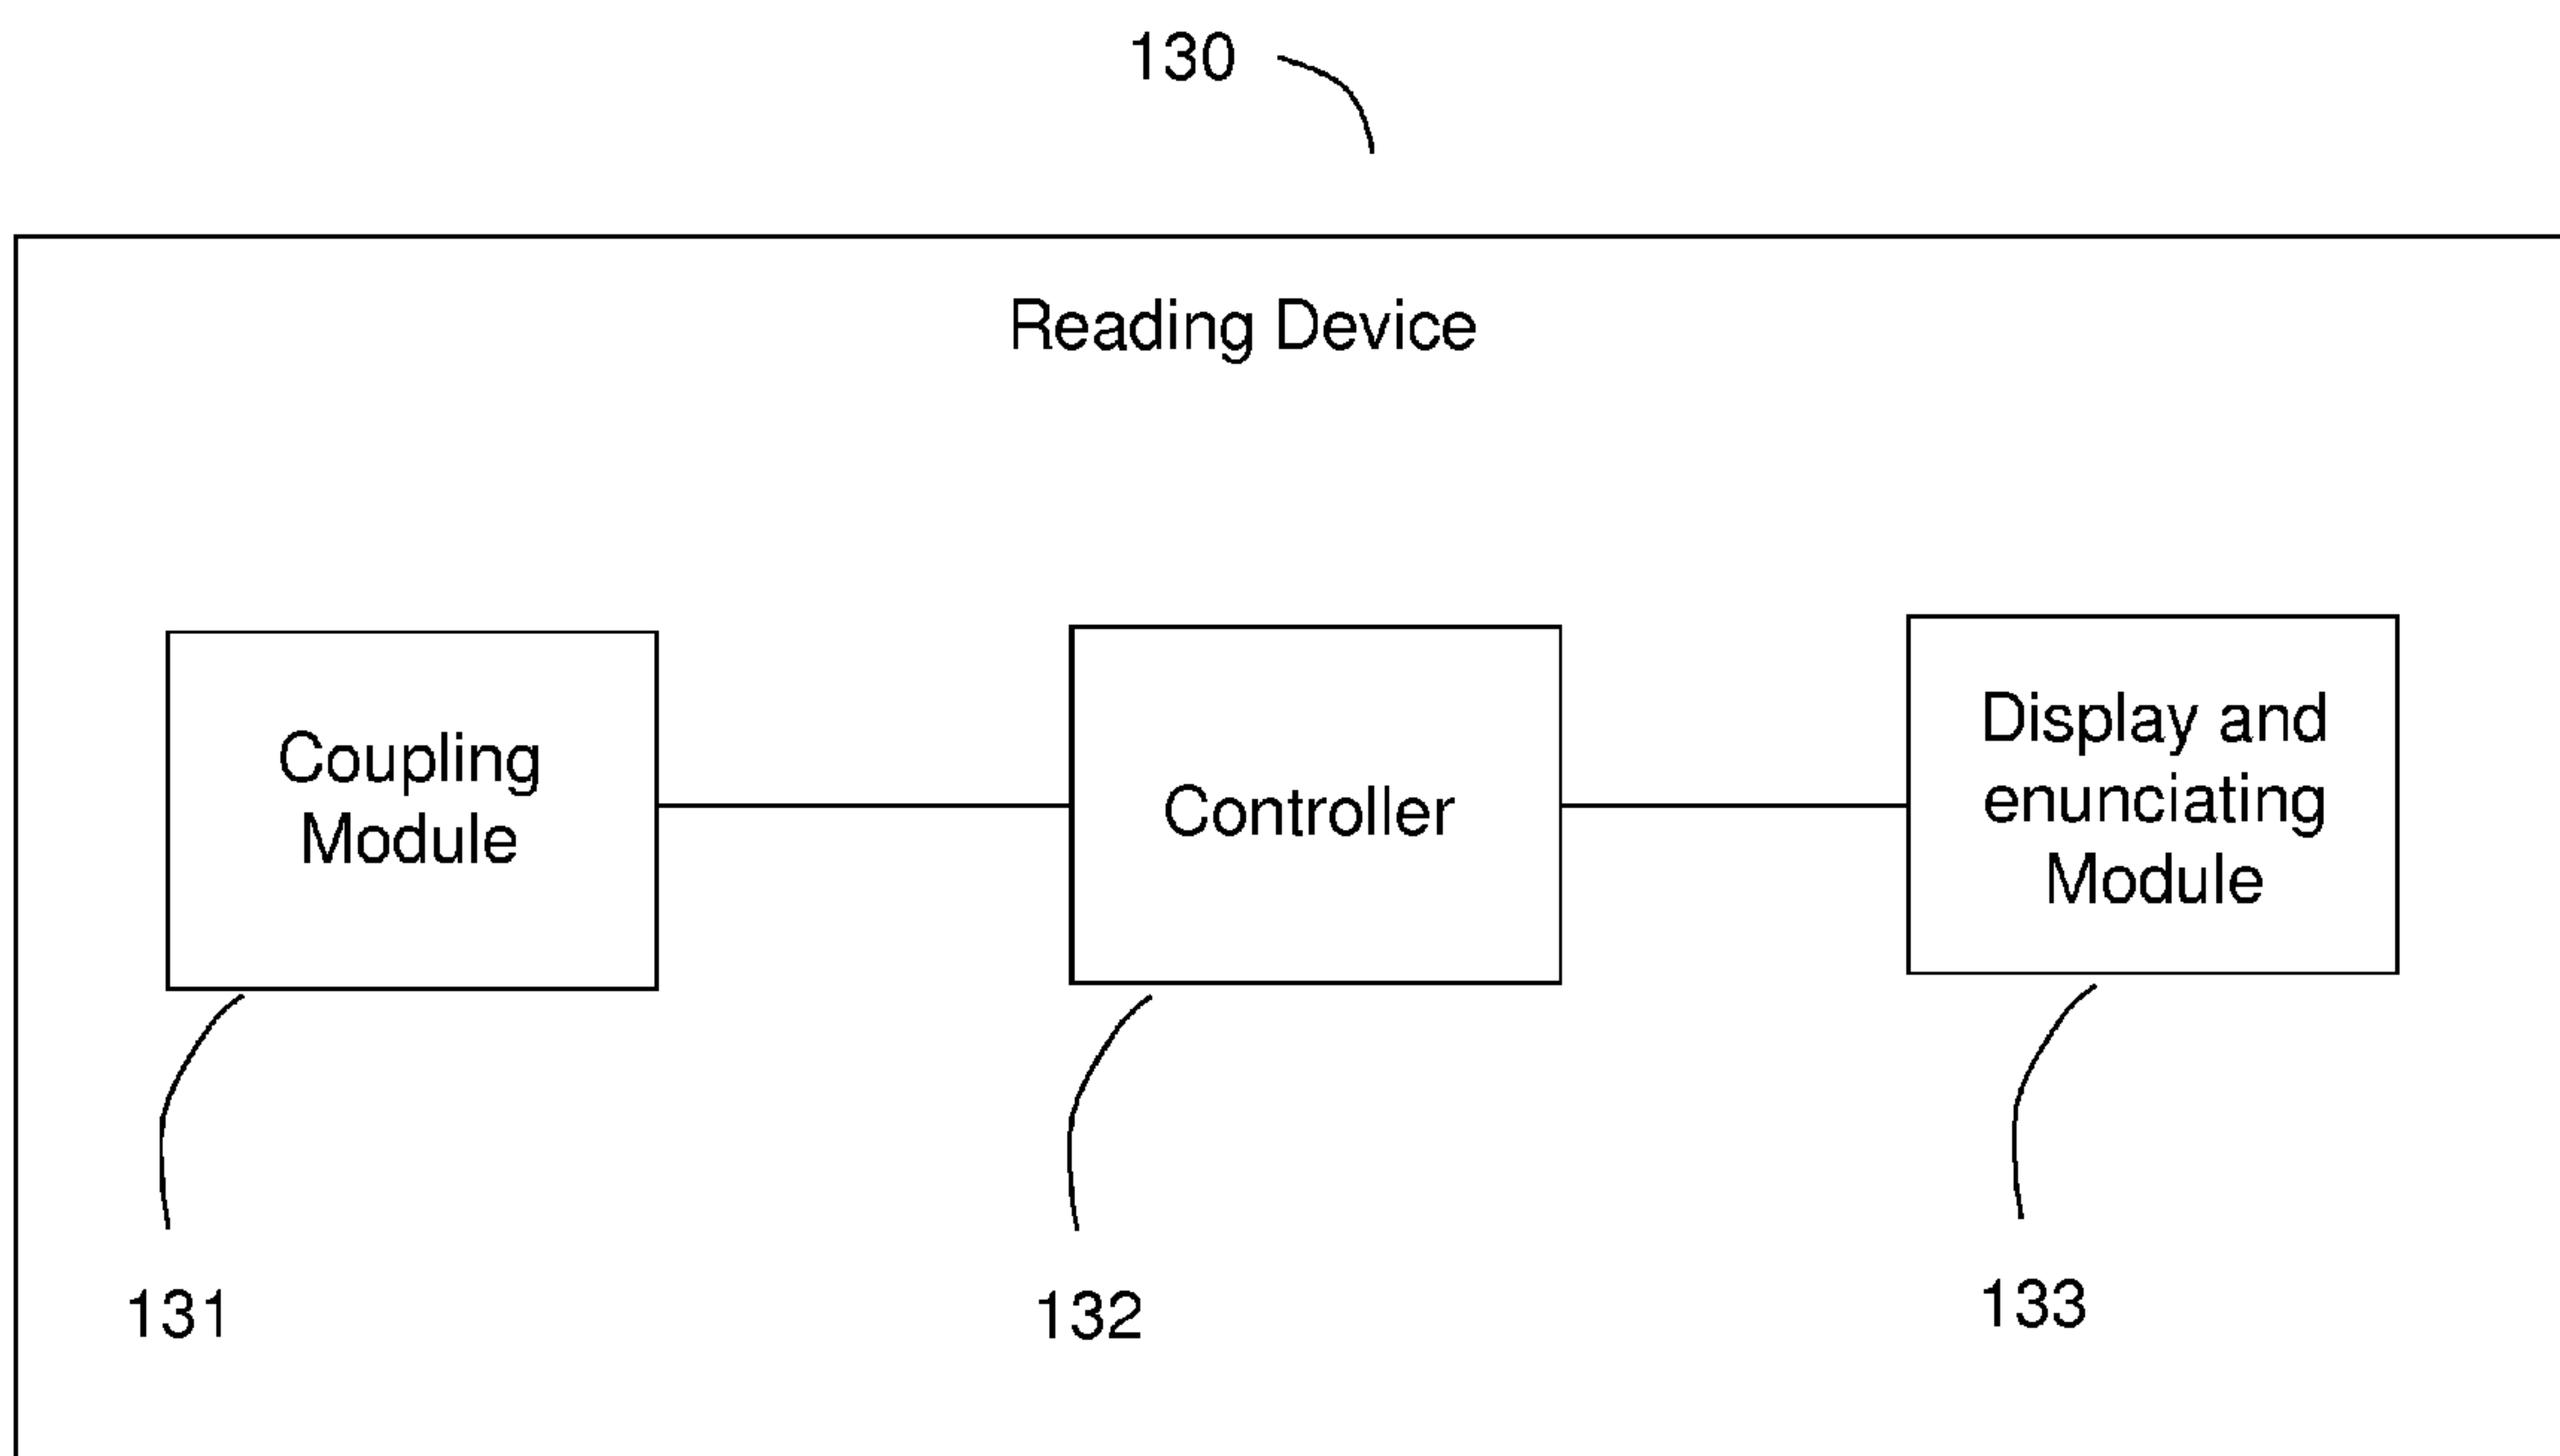 130
Reading Device
Coupling
Module
Controller
Display and
enunciating
Module
131
132
133